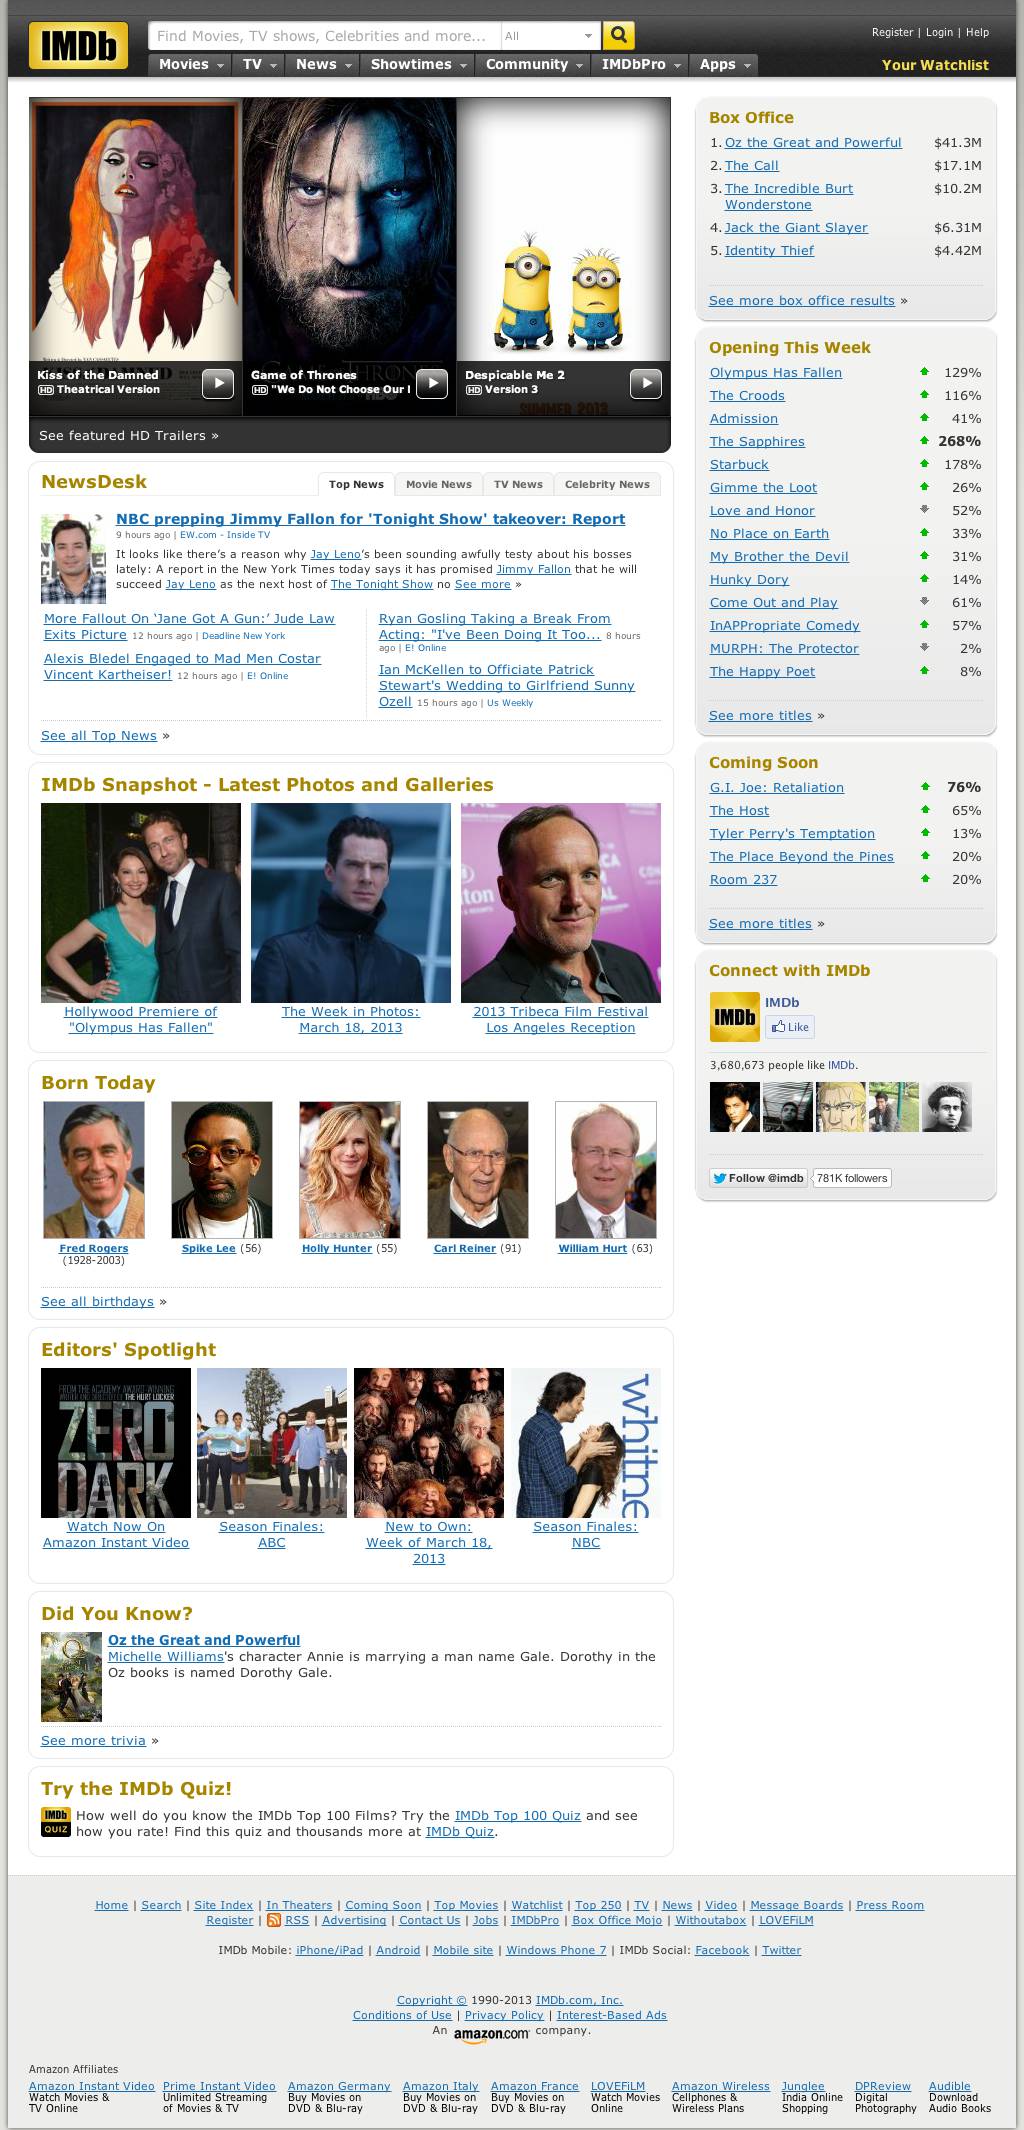 IMDb
Find Movies, TV shows, Celebrities and more...
All
Register | Login | Help
Movies
TV
News
Showtimes
Community
IMDbPro
Apps
Your Watchlist
Kiss of the Damned
HD Theatrical Version
Game of Thrones
HD "We Do Not Choose Our I
Despicable Me 2
HD Version 3
SUMMER 2013
See featured HD Trailers »
NewsDesk
Top News
Movie News
TV News
Celebrity News
NBC prepping Jimmy Fallon for 'Tonight Show' takeover: Report
9 hours ago | EW.com - Inside TV
It looks like there’s a reason why Jay Leno’s been sounding awfully testy about his bosses
lately: A report in the New York Times today says it has promised Jimmy Fallon that he will
succeed Jay Leno as the next host of The Tonight Show no See more »
More Fallout On ‘Jane Got A Gun:’ Jude Law
Exits Picture 12 hours ago | Deadline New York
Alexis Bledel Engaged to Mad Men Costar
Vincent Kartheiser! 12 hours ago | E! Online
Ryan Gosling Taking a Break From
Acting: "I've Been Doing It Too... 8 hours
ago | E! Online
Ian McKellen to Officiate Patrick
Stewart's Wedding to Girlfriend Sunny
Ozell 15 hours ago | Us Weekly
See all Top News »
IMDb Snapshot - Latest Photos and Galleries
Hollywood Premiere of
"Olympus Has Fallen"
The Week in Photos:
March 18, 2013
2013 Tribeca Film Festival
Los Angeles Reception
Born Today
Fred Rogers
(1928-2003)
Spike Lee (56)
Holly Hunter (55)
Carl Reiner (91)
William Hurt (63)
See all birthdays »
Editors' Spotlight
FROM THE ACADEMY AWARD WINNING
THE HURT LOCKER
ZERO
DARK
whitne
Watch Now On
Amazon Instant Video
Season Finales:
ABC
New to Own:
Week of March 18,
2013
Season Finales:
NBC
Did You Know?
Oz the Great and Powerful
Michelle Williams's character Annie is marrying a man name Gale. Dorothy in the
Oz books is named Dorothy Gale.
See more trivia »
Try the IMDb Quiz!
IMDb
QUIZ
How well do you know the IMDb Top 100 Films? Try the IMDb Top 100 Quiz and see
how you rate! Find this quiz and thousands more at IMDb Quiz.
Box Office
1. Oz the Great and Powerful $41.3M
2. The Call $17.1M
3. The Incredible Burt $10.2M
Wonderstone
4. Jack the Giant Slayer $6.31M
5. Identity Thief $4.42M
See more box office results »
Opening This Week
Olympus Has Fallen 129%
The Croods 116%
Admission 41%
The Sapphires 268%
Starbuck 178%
Gimme the Loot 26%
Love and Honor 52%
No Place on Earth 33%
My Brother the Devil 31%
Hunky Dory 14%
Come Out and Play 61%
InAPPropriate Comedy 57%
MURPH: The Protector 2%
The Happy Poet 8%
See more titles »
Coming Soon
G.I. Joe: Retaliation 76%
The Host 65%
Tyler Perry's Temptation 13%
The Place Beyond the Pines 20%
Room 237 20%
See more titles »
Connect with IMDb
IMDb
IMDb
Like
3,680,673 people like IMDb.
Follow @imdb
781K followers
Home | Search | Site Index | In Theaters | Coming Soon | Top Movies | Watchlist | Top 250 | TV | News | Video | Message Boards | Press Room
Register | RSS | Advertising | Contact Us | Jobs | IMDbPro | Box Office Mojo | Withoutabox | LOVEFiLM
IMDb Mobile: iPhone/iPad | Android | Mobile site | Windows Phone 7 | IMDb Social: Facebook | Twitter
Copyright © 1990-2013 IMDb.com, Inc.
Conditions of Use | Privacy Policy | Interest-Based Ads
An amazon.com company.
Amazon Affiliates
Amazon Instant Video
Watch Movies &
TV Online
Prime Instant Video
Unlimited Streaming
of Movies & TV
Amazon Germany
Buy Movies on
DVD & Blu-ray
Amazon Italy
Buy Movies on
DVD & Blu-ray
Amazon France
Buy Movies on
DVD & Blu-ray
LOVEFiLM
Watch Movies
Online
Amazon Wireless
Cellphones &
Wireless Plans
Junglee
India Online
Shopping
DPReview
Digital
Photography
Audible
Download
Audio Books